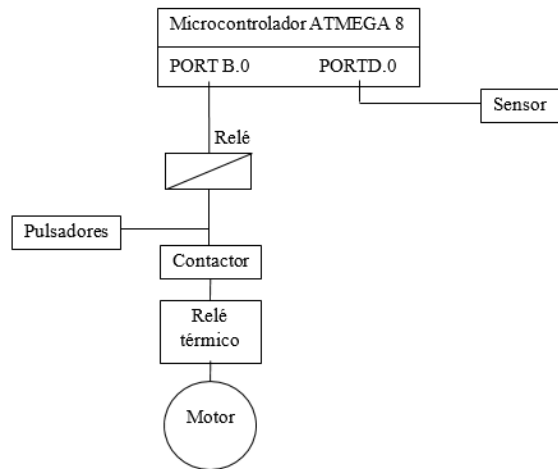 Microcontrolador ATMEGA 8
PORT B.0 PORTD.0
Sensor
Relé
Pulsadores
Contactor
Relé
térmico
Motor